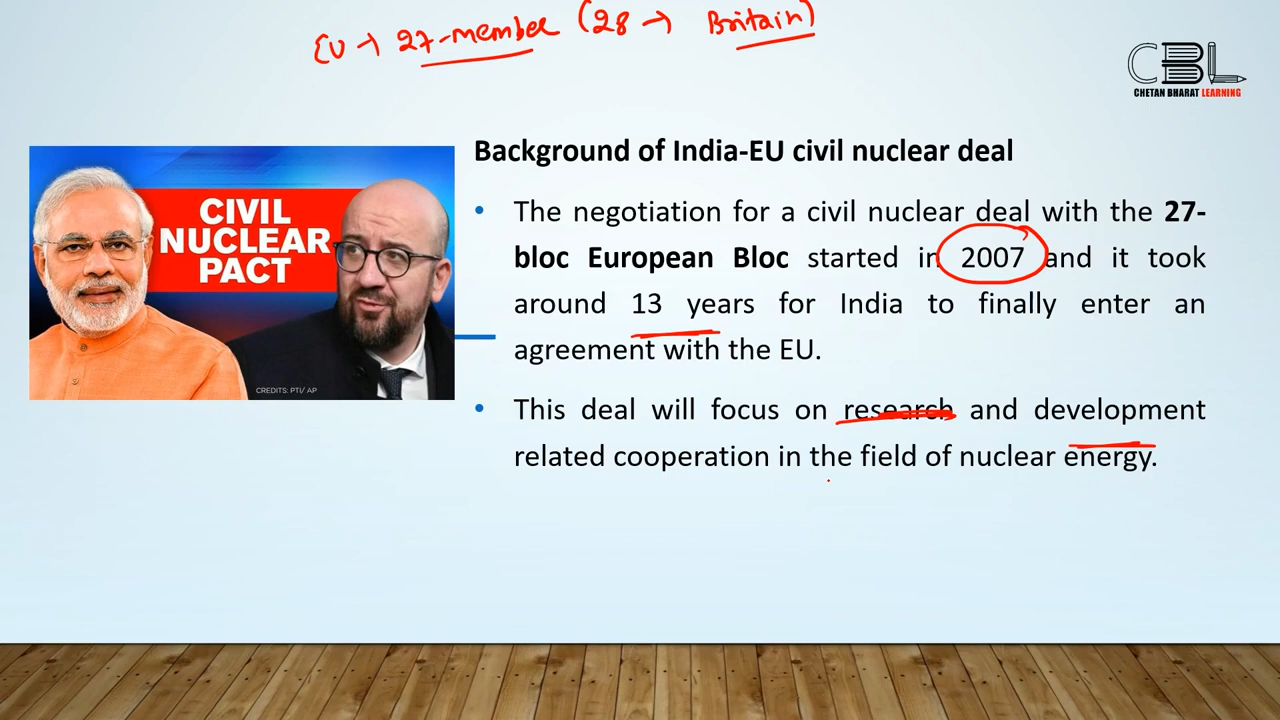 EU → 27-member (28 → Britain)
CBL
CHETAN BHARAT LEARNING
CIVIL
NUCLEAR
PACT
CREDITS: PTI/ AP
Background of India-EU civil nuclear deal
• The negotiation for a civil nuclear deal with the 27-
bloc European Bloc started in 2007 and it took
around 13 years for India to finally enter an
agreement with the EU.
• This deal will focus on research and development
related cooperation in the field of nuclear energy.